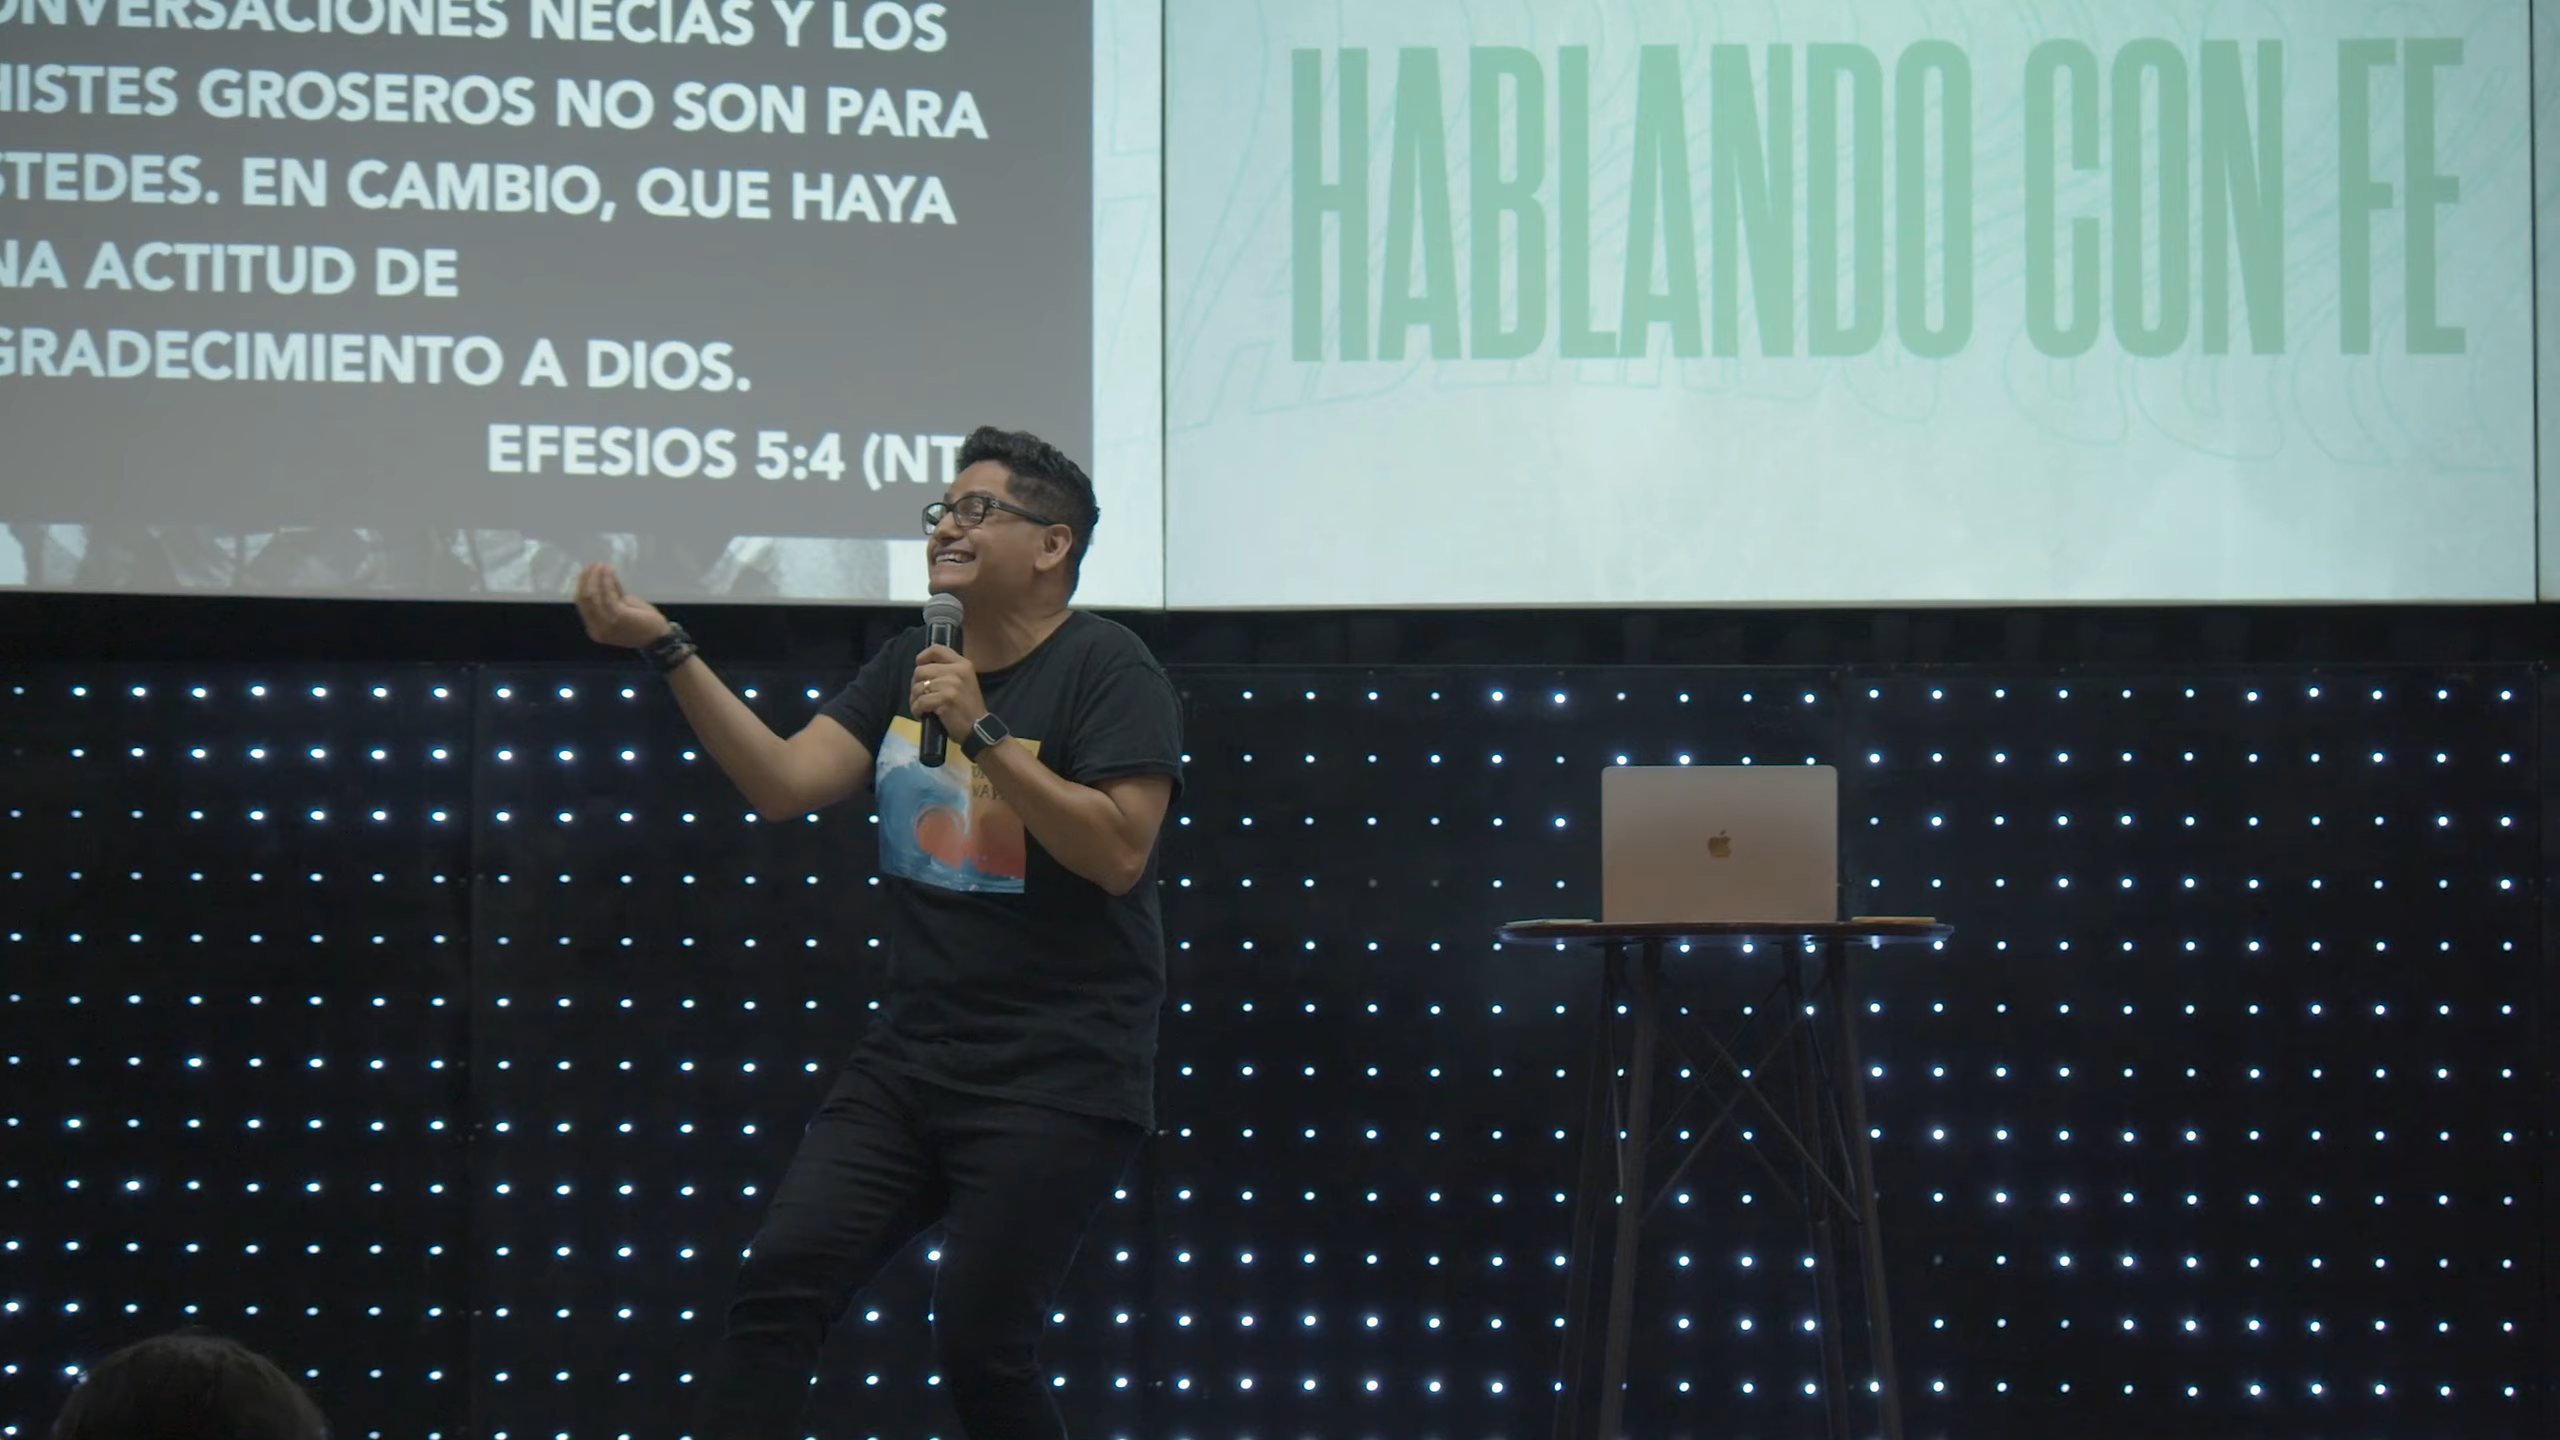 ONVERSACIONES NECIAS Y LOS
HISTES GROSEROS NO SON PARA
STEDES. EN CAMBIO, QUE HAYA
NA ACTITUD DE
GRADECIMIENTO A DIOS.
EFESIOS 5:4 (NT
HABLANDO CON FE